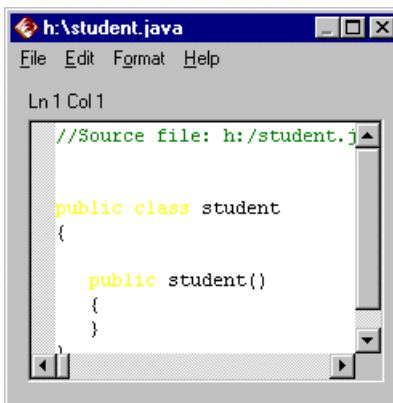 h:\student.java
File Edit Format Help
Ln 1 Col 1
//Source file: h:/student.j
public class student
{
public student()
{
}
}